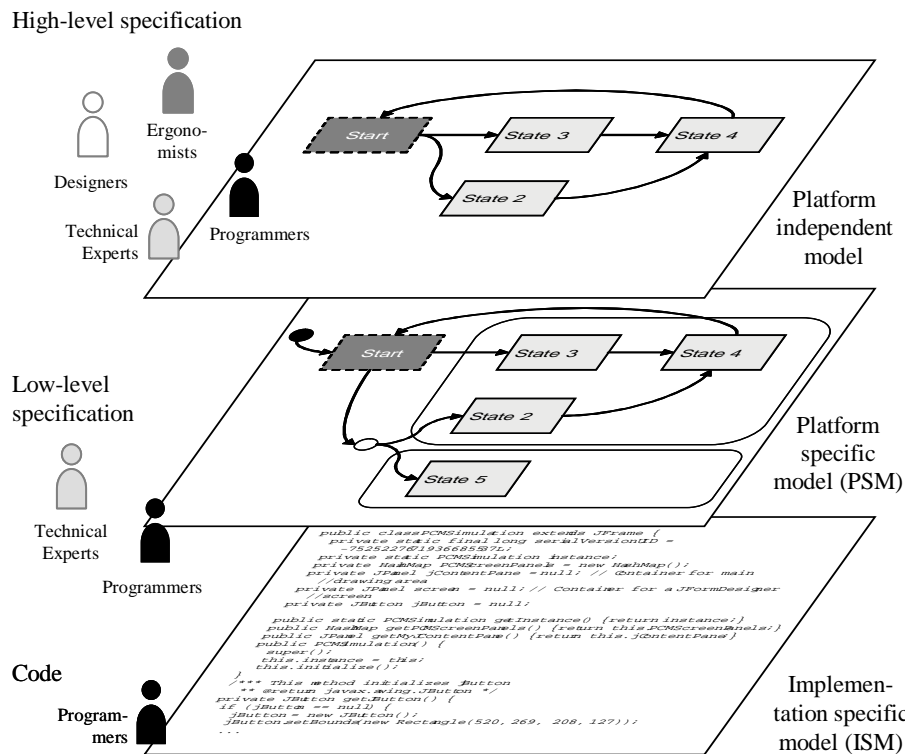 High-level specification
Ergono-
mists
Designers
Technical
Experts
Programmers
Start
State 3
State 4
State 2
Platform
independent
model
Low-level
specification
Technical
Experts
Programmers
Start
State 3
State 4
State 2
State 5
Platform
specific
model (PSM)
public class PCMSimulation extends JFrame {
private static final long serialVersionUID =
private static PCMSimulation instance;
private HashMap PCMScreenPanels = new HashMap();
private JPanel jContentPane = null; // Container for main
//drawing area
private JPanel screen = null; // Container for a JFormDesigner
//screen
private JButton jButton = null;
public static PCMSimulation getInstance() {return instance;}
public HashMap getPCMScreenPanels() {return this.PCMScreenPanels;}
public JPanel getMyJContentPane() {return this.jContentPane}
public PCMSimulation() {
super();
this.instance = this;
this.initialize();
}
/*** This method initializes jButton
** @return javax.swing.JButton */
private JButton getJButton() {
if (jButton == null) {
jButton = new JButton();
jButton.setBounds(new Rectangle(520, 269, 208, 127));
...
Code
Program-
mers
Implemen-
tation specific
model (ISM)